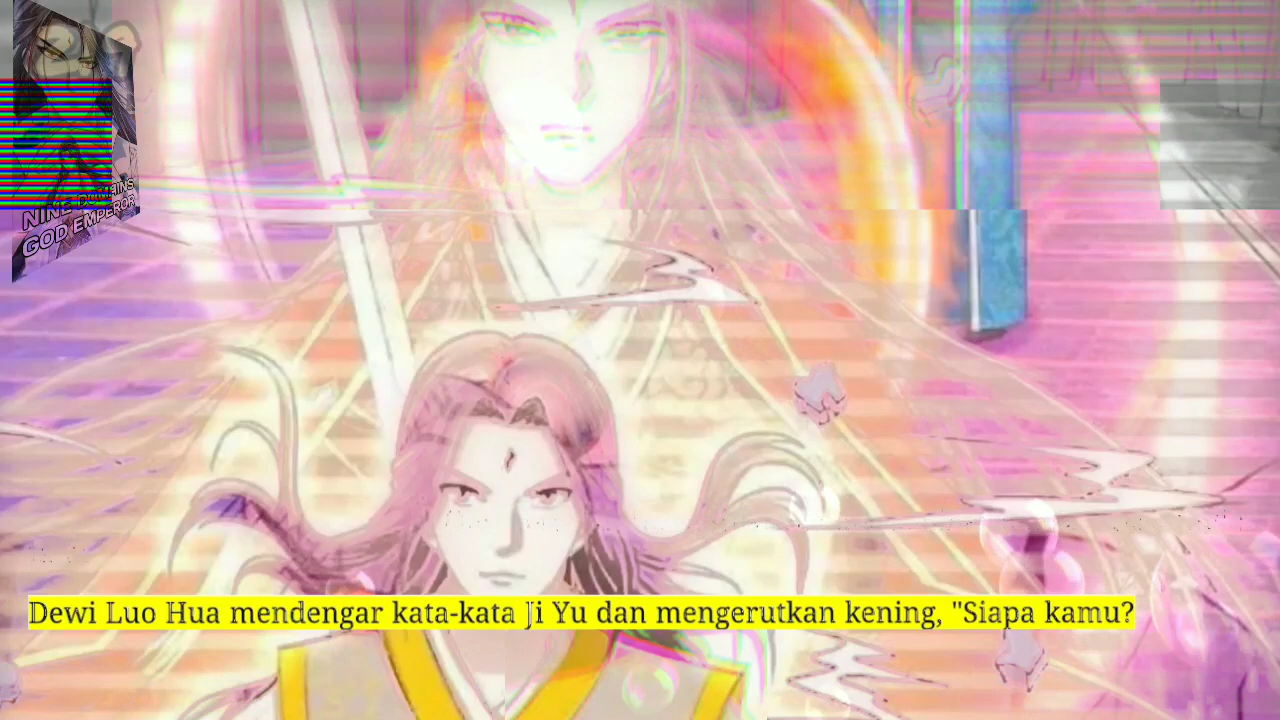 NINE DOMAINS
GOD EMPEROR
Dewi Luo Hua mendengar kata-kata Ji Yu dan mengerutkan kening, "Siapa kamu?